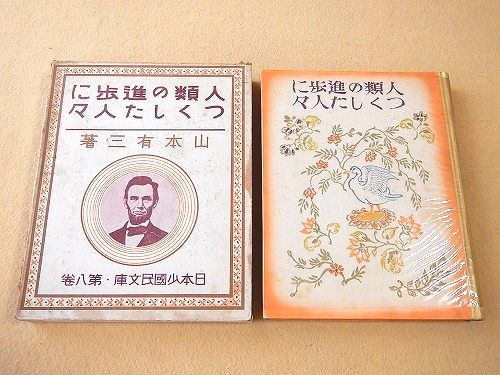 人類の進歩に
つくした人々
山本有三著
日本少國民文庫・第八卷
人類の進歩に
つくした人々